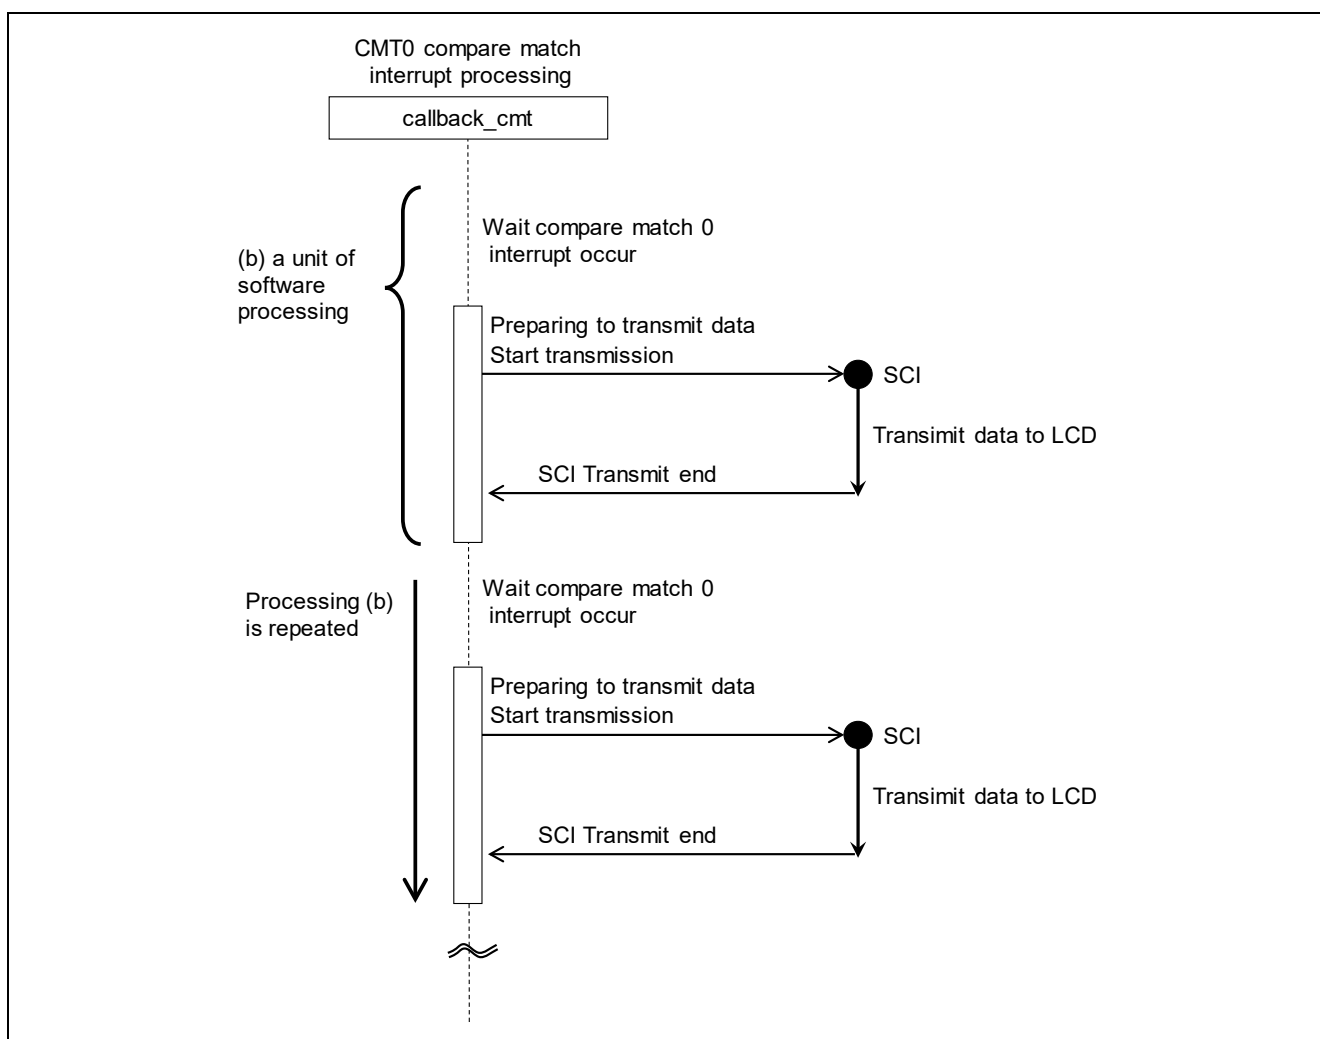 CMT0 compare match
interrupt processing
callback_cmt
Wait compare match 0
interrupt occur
(b) a unit of
software
processing
Preparing to transmit data
Start transmission
SCI
Transimit data to LCD
SCI Transmit end
Wait compare match 0
interrupt occur
Processing (b)
is repeated
Preparing to transmit data
Start transmission
SCI
Transimit data to LCD
SCI Transmit end